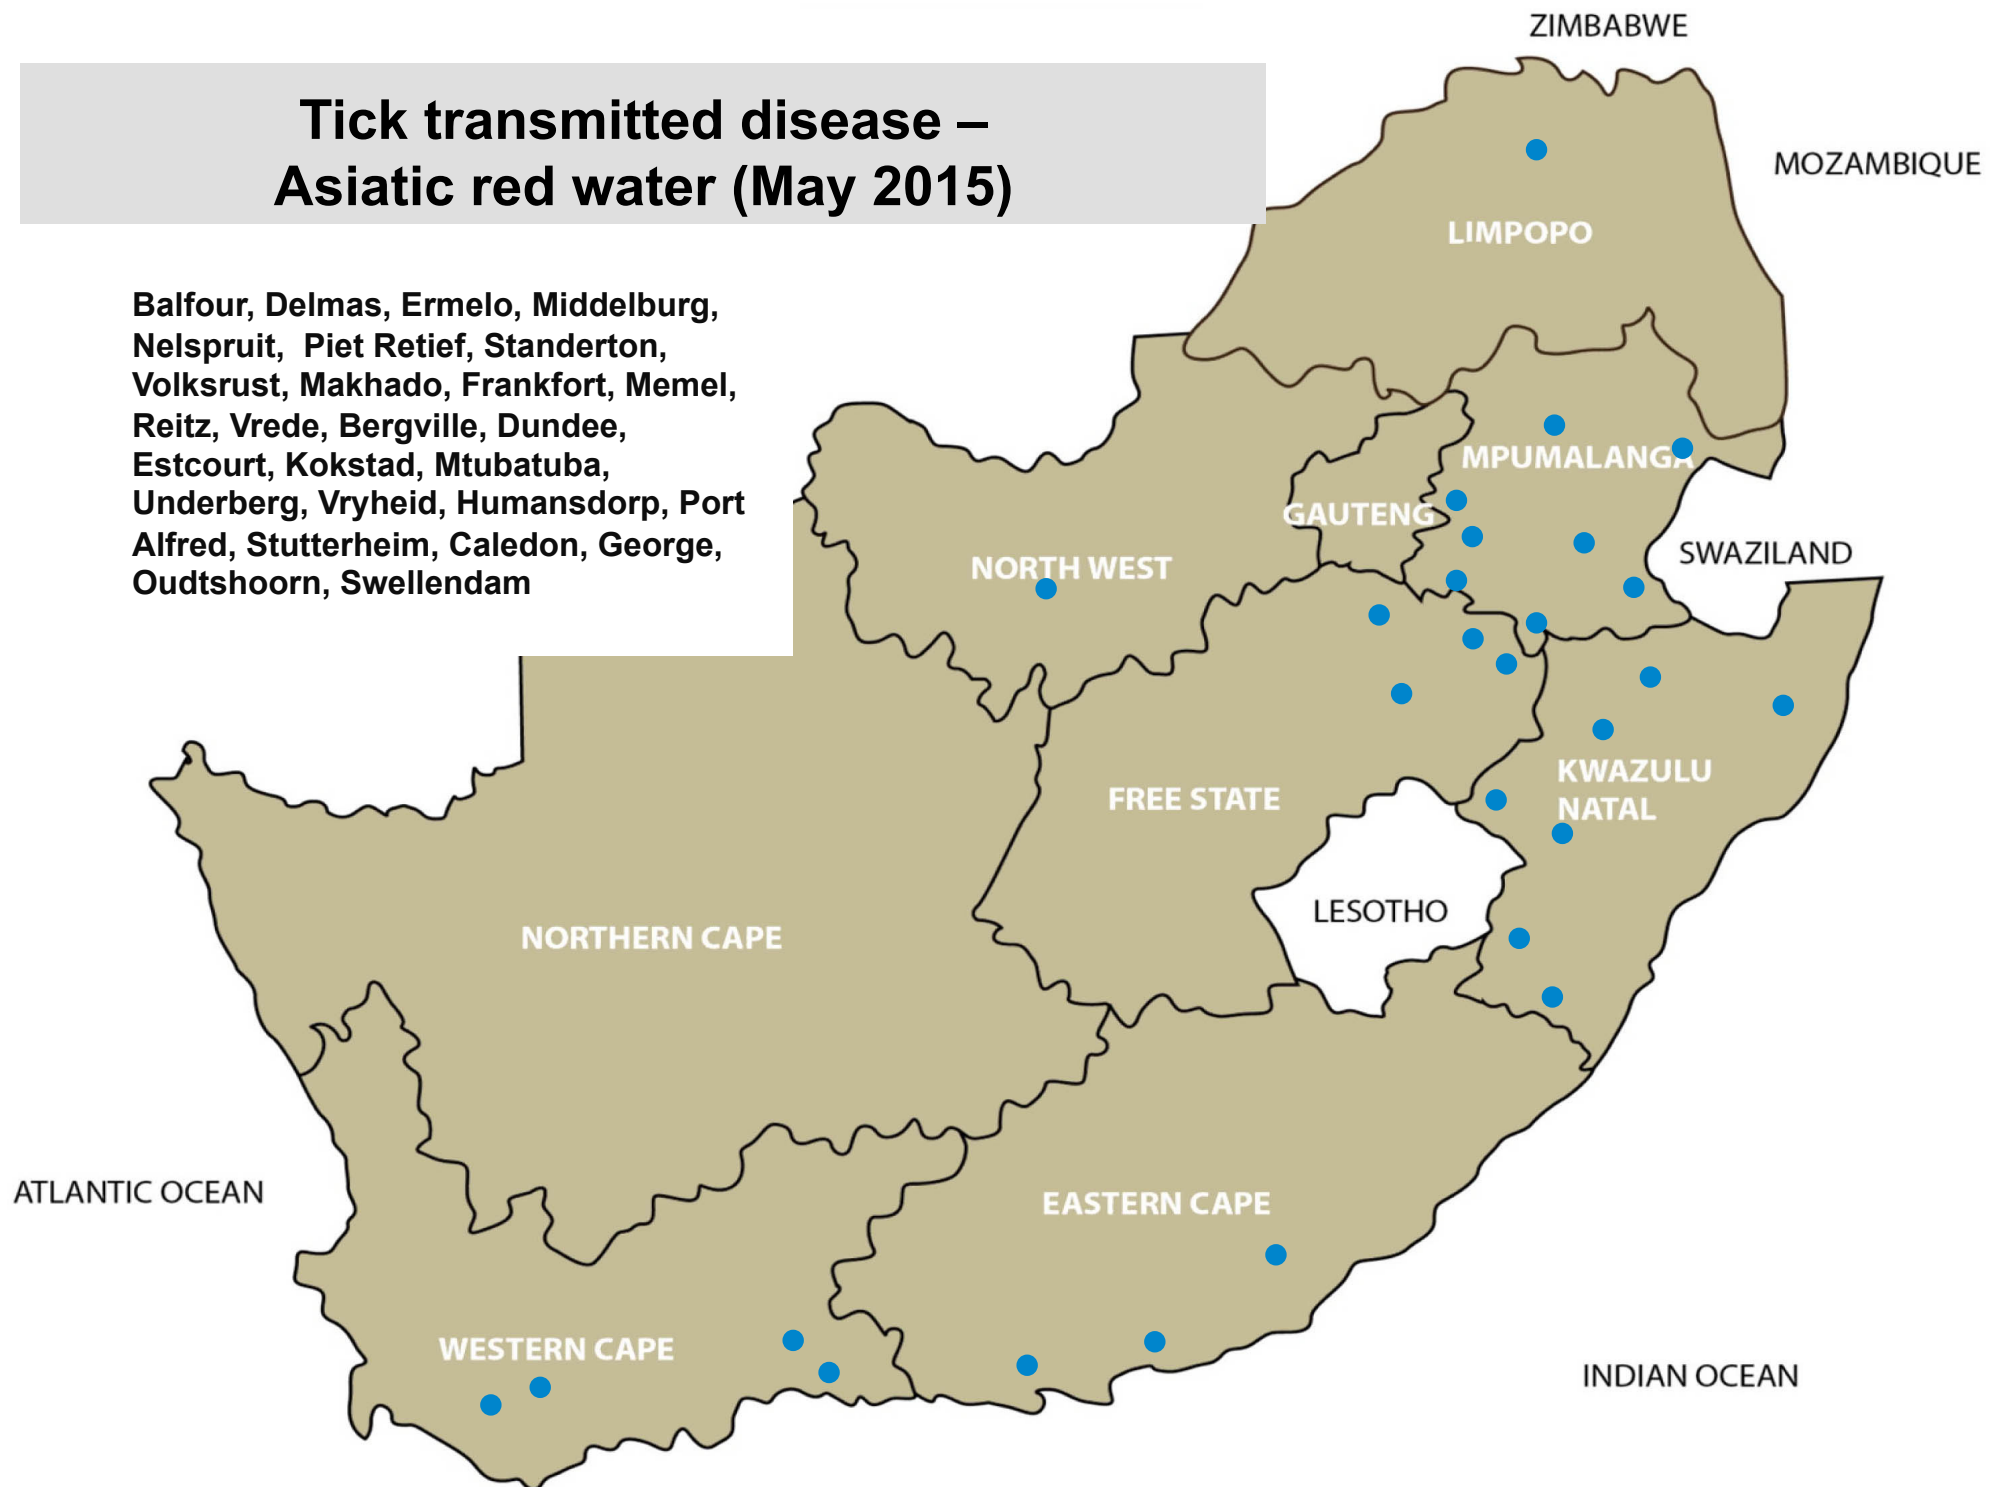 ZIMBABWE
Tick transmitted disease –
Asiatic red water (May 2015)
MOZAMBIQUE
LIMPOPO
Balfour, Delmas, Ermelo, Middelburg,
Nelspruit,  Piet Retief, Standerton,
Volksrust, Makhado, Frankfort, Memel,
Reitz, Vrede, Bergville, Dundee,
Estcourt, Kokstad, Mtubatuba,
Underberg, Vryheid, Humansdorp, Port
Alfred, Stutterheim, Caledon, George,
Oudtshoorn, Swellendam
MPUMALANGA
GAUTENG
SWAZILAND
NORTH WEST
KWAZULU
NATAL
FREE STATE
LESOTHO
NORTHERN CAPE
ATLANTIC OCEAN
EASTERN CAPE
WESTERN CAPE
INDIAN OCEAN